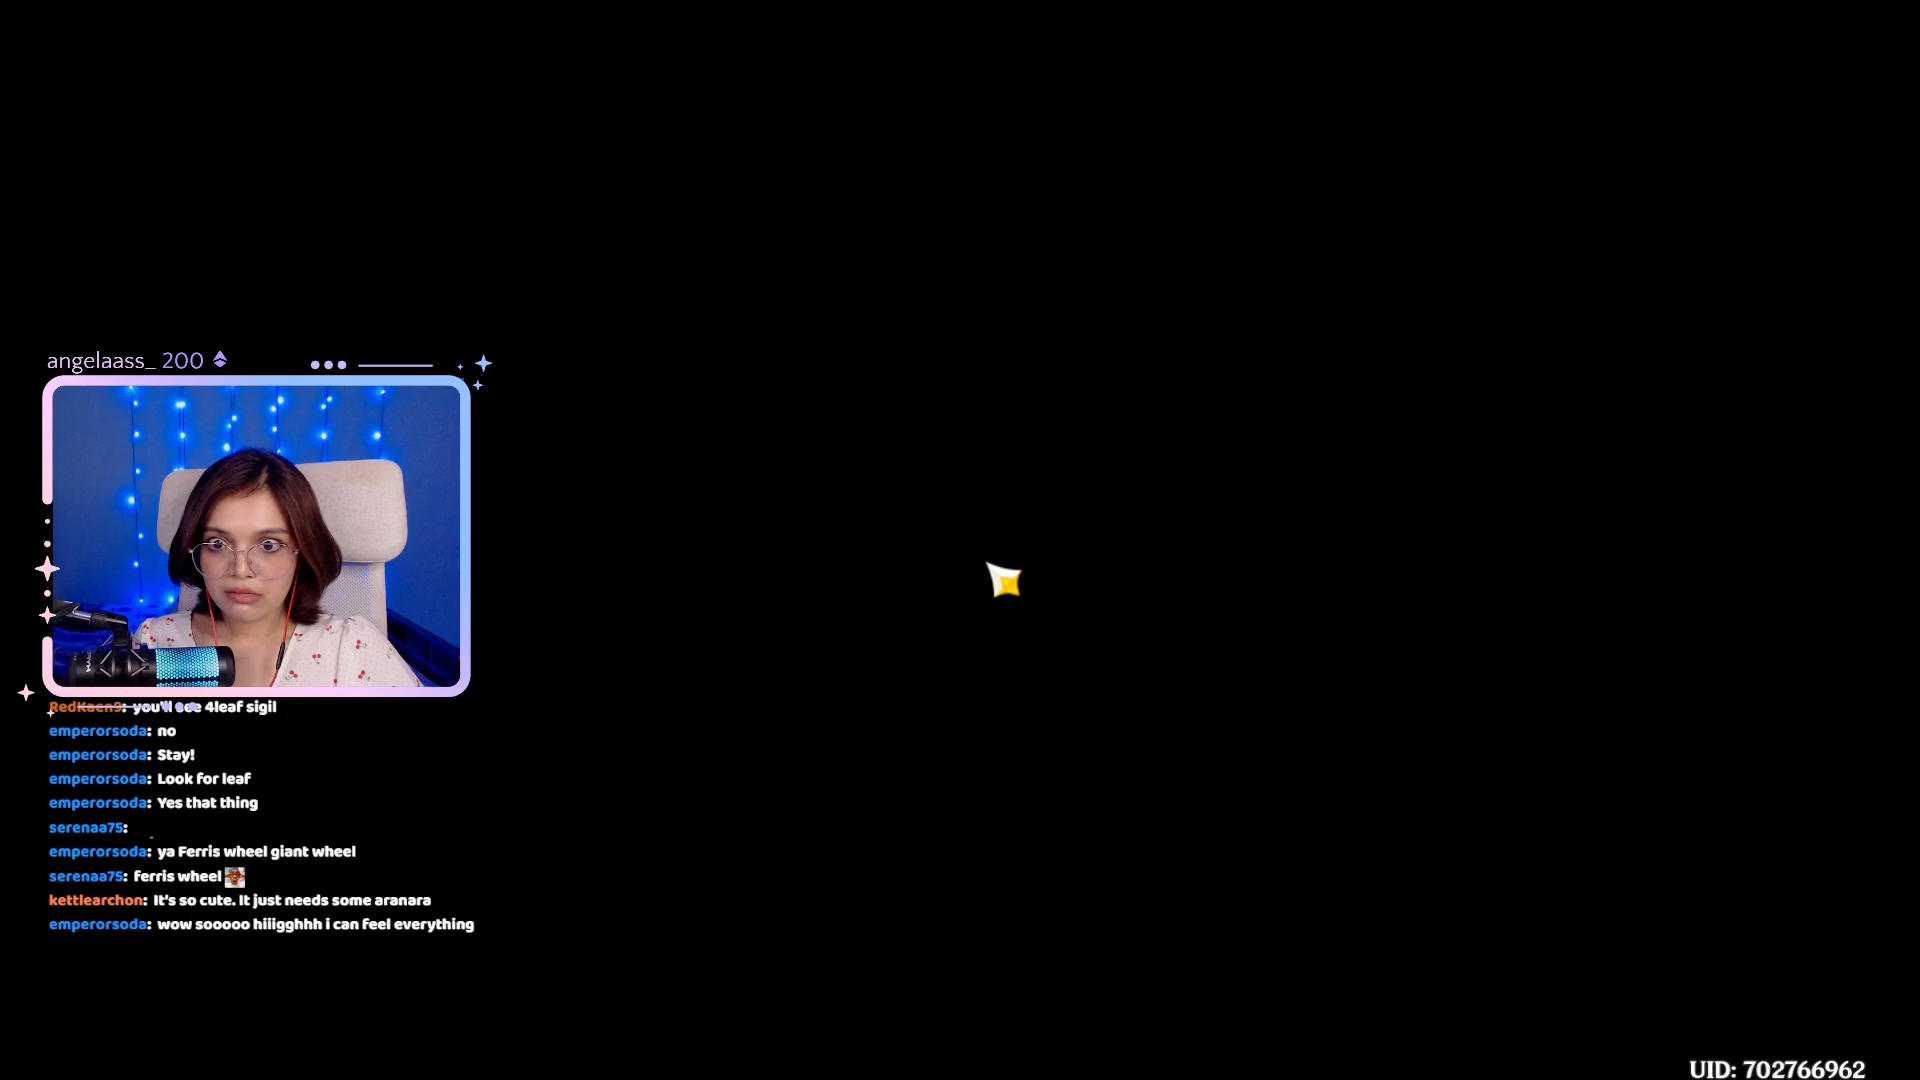 angelaass_ 200
RedKaen9: you'll see 4leaf sigil
emperorsoda: no
emperorsoda: Stay!
emperorsoda: Look for leaf
emperorsoda: Yes that thing
serenaa75:
emperorsoda: ya Ferris wheel giant wheel
serenaa75: ferris wheel
kettlearchon: It's so cute. It just needs some aranara
emperorsoda: wow sooooo hiiigghhh i can feel everything
UID: 702766962